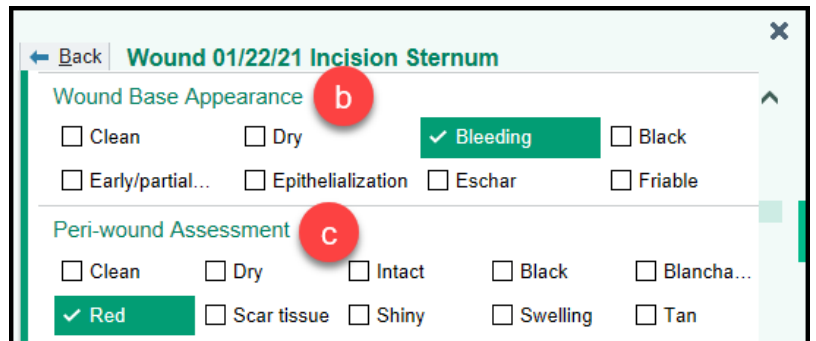 Back Wound 01/22/21 Incision Sternum
Wound Base Appearance b
Clean Dry Bleeding Black
Early/partial... Epithelialization Eschar Friable
Peri-wound Assessment c
Clean Dry Intact Black Blancha...
Red Scar tissue Shiny Swelling Tan